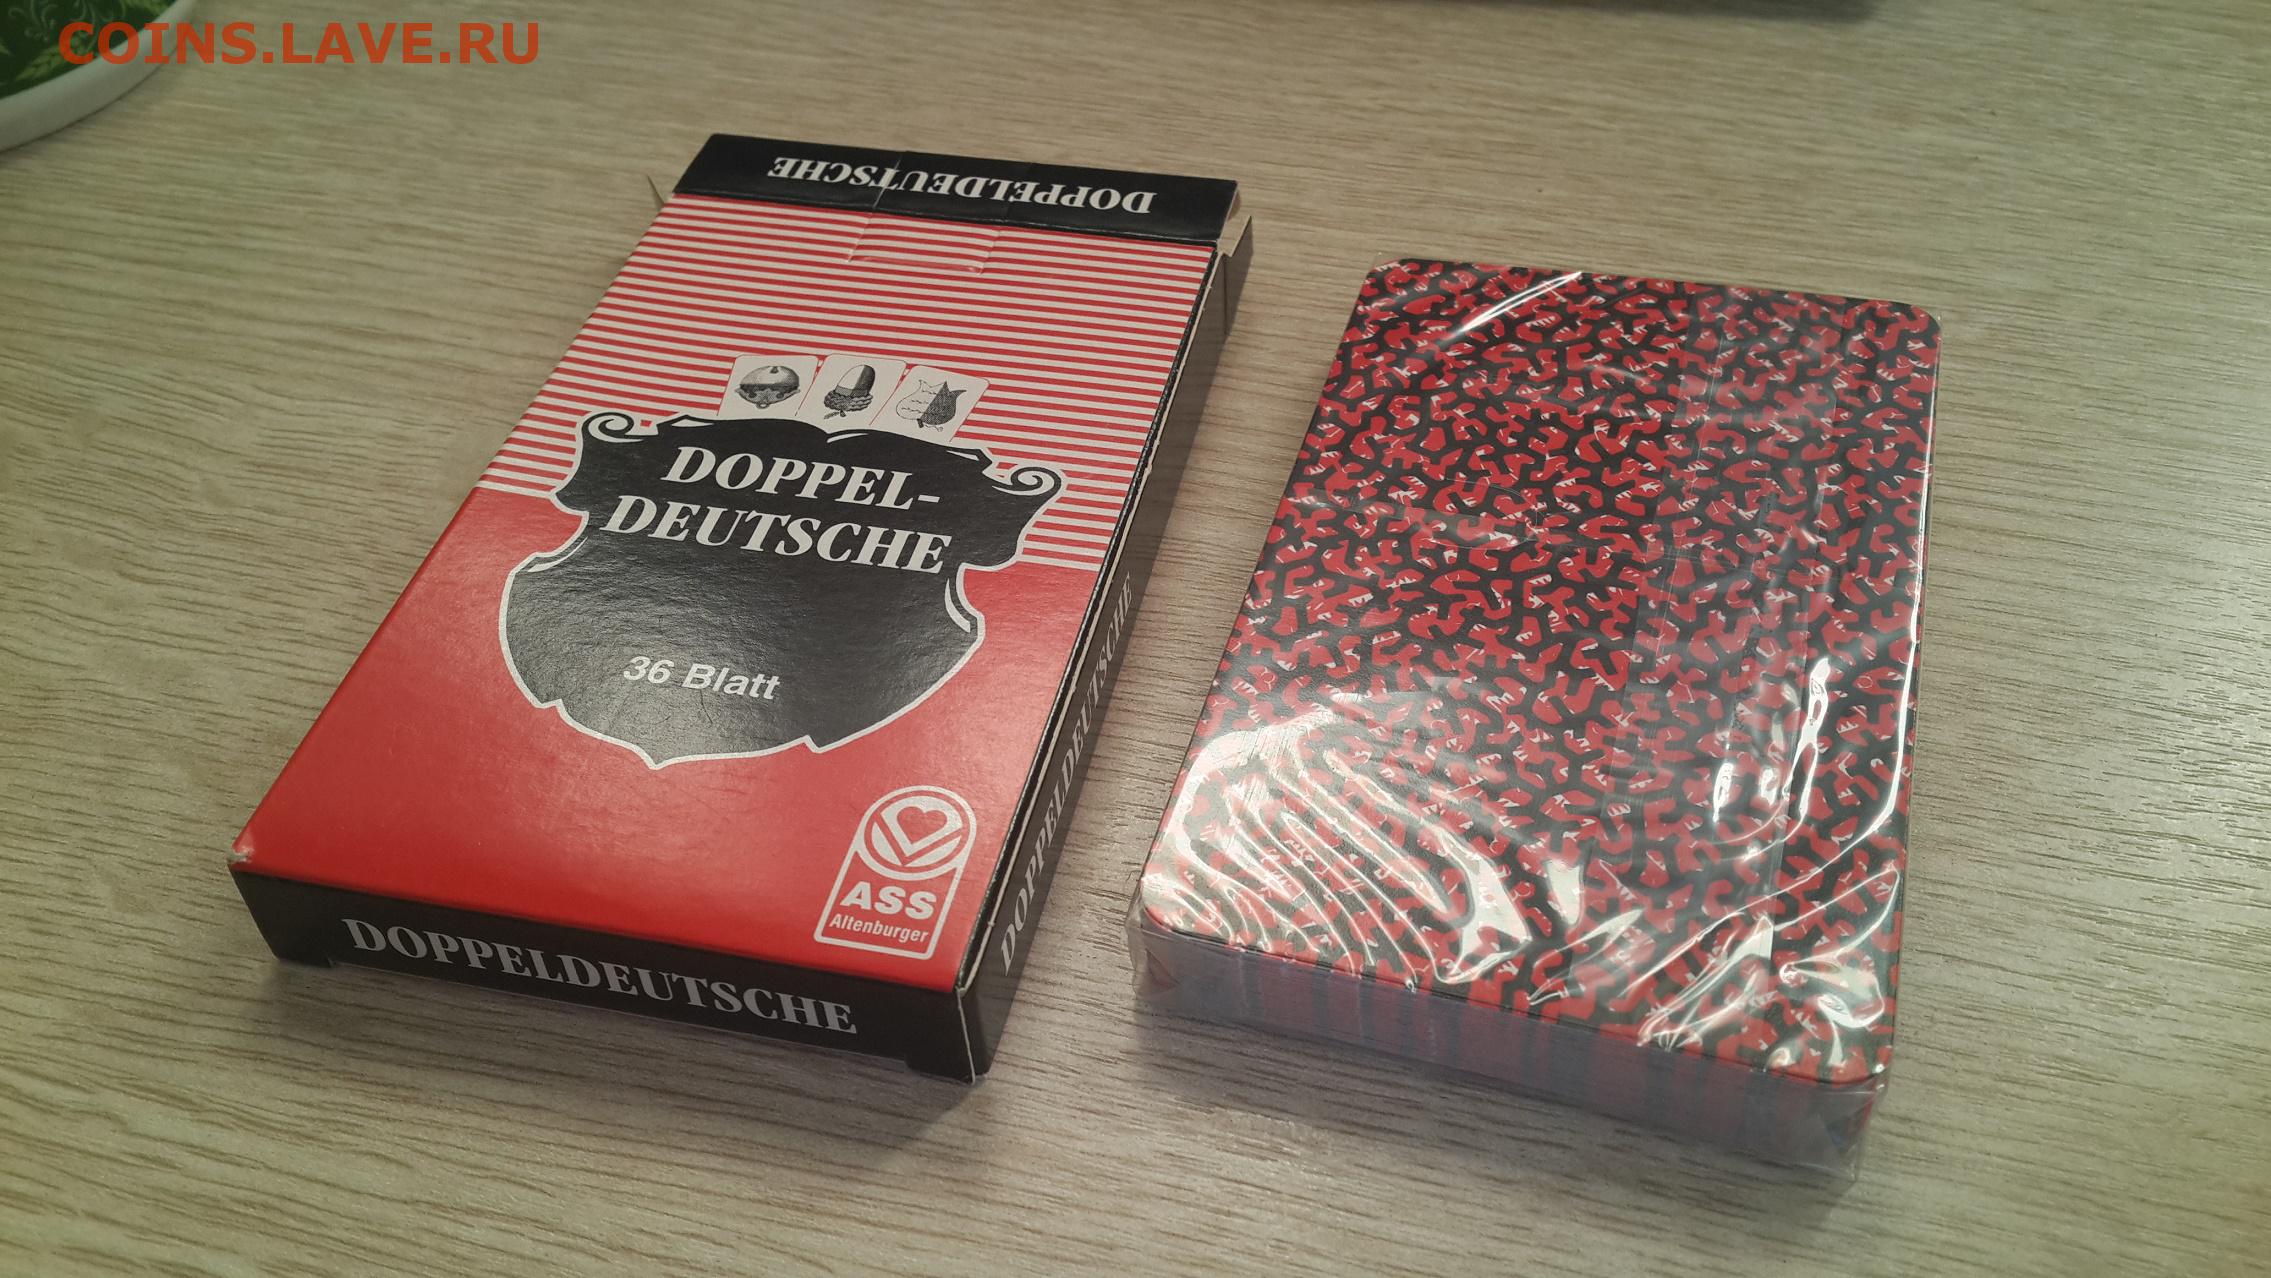 COINS.LAVE.RU
DOPPELDEUTSCHE
DOPPEL-
DEUTSCHE
36 Blatt
ASS
Altenburger
DOPPELDEUTSCHE
DOPPELDEUTSCHE